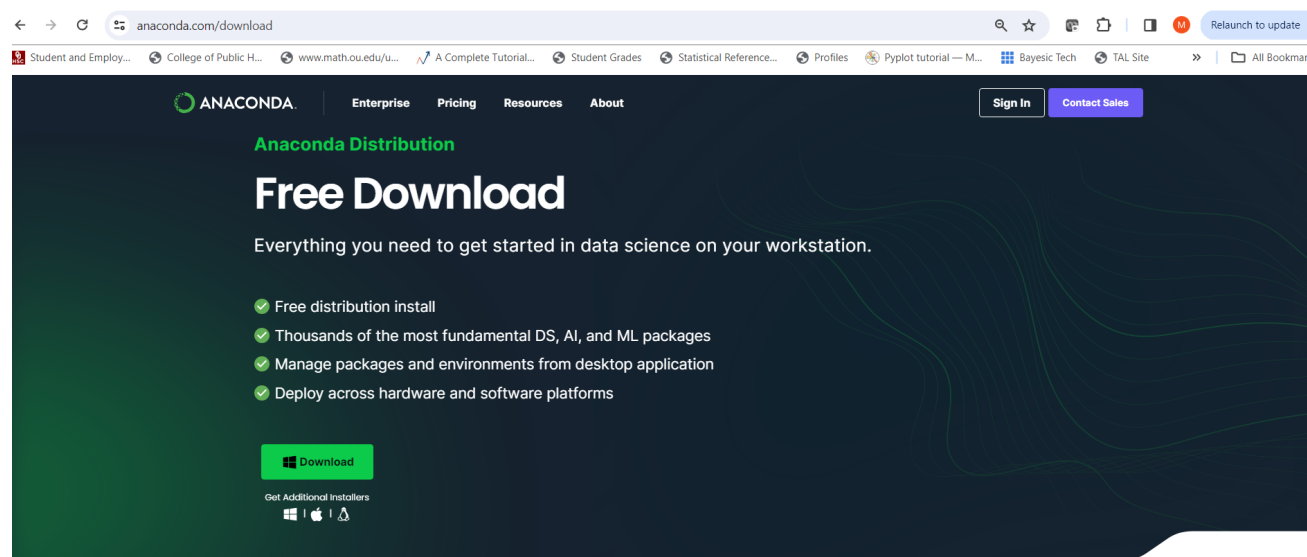 anaconda.com/download
M
Relaunch to update
HSC Student and Employ... College of Public H... www.math.ou.edu/u... A Complete Tutorial... Student Grades Statistical Reference... Profiles Pyplot tutorial — M... Bayesic Tech TAL Site » All Bookmar
ANACONDA. Enterprise Pricing Resources About Sign In Contact Sales
Anaconda Distribution
Free Download
Everything you need to get started in data science on your workstation.
Free distribution install
Thousands of the most fundamental DS, AI, and ML packages
Manage packages and environments from desktop application
Deploy across hardware and software platforms
Download
Get Additional Installers